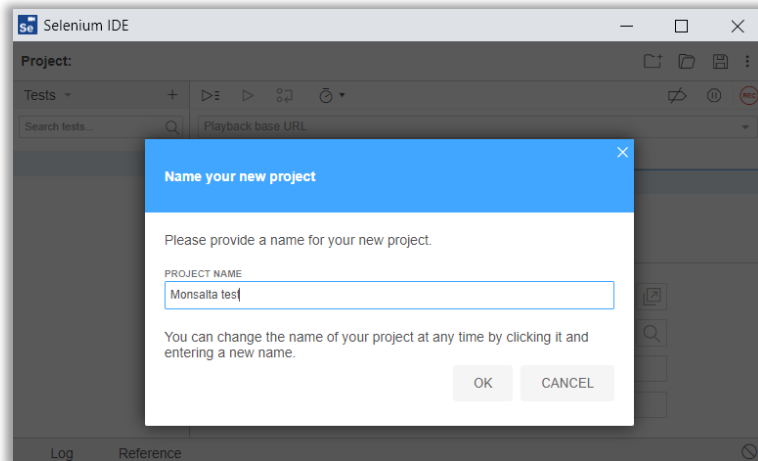 Se Selenium IDE
Project:
Tests
Search tests...
Playback base URL
REC
Name your new project
Please provide a name for your new project.
PROJECT NAME
Monsalta test
You can change the name of your project at any time by clicking it and
entering a new name.
OK CANCEL
Log Reference